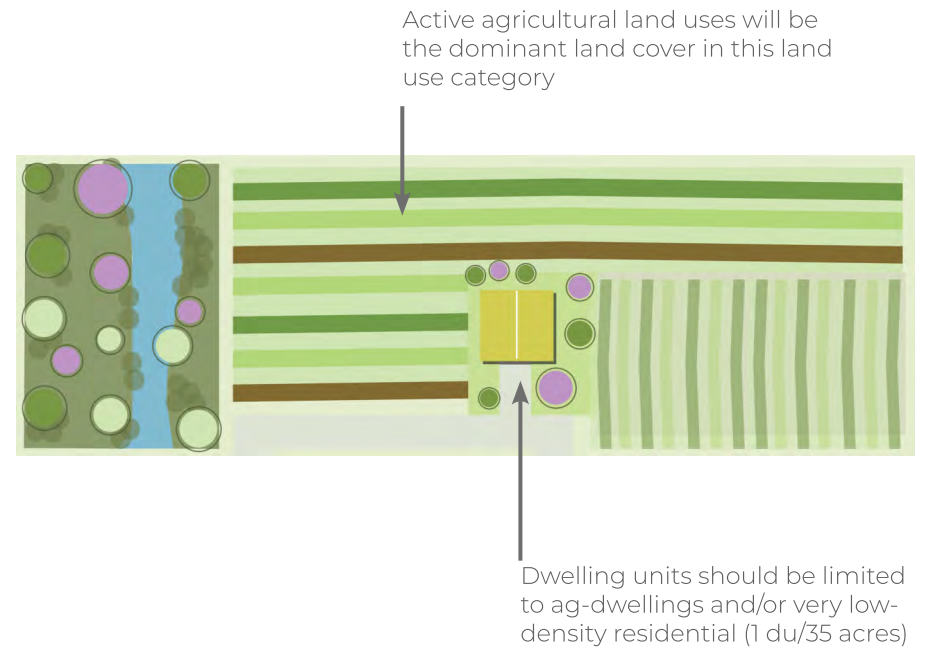 Active agricultural land uses will be
the dominant land cover in this land
use category
Dwelling units should be limited
to ag-dwellings and/or very low-
density residential (1 du/35 acres)